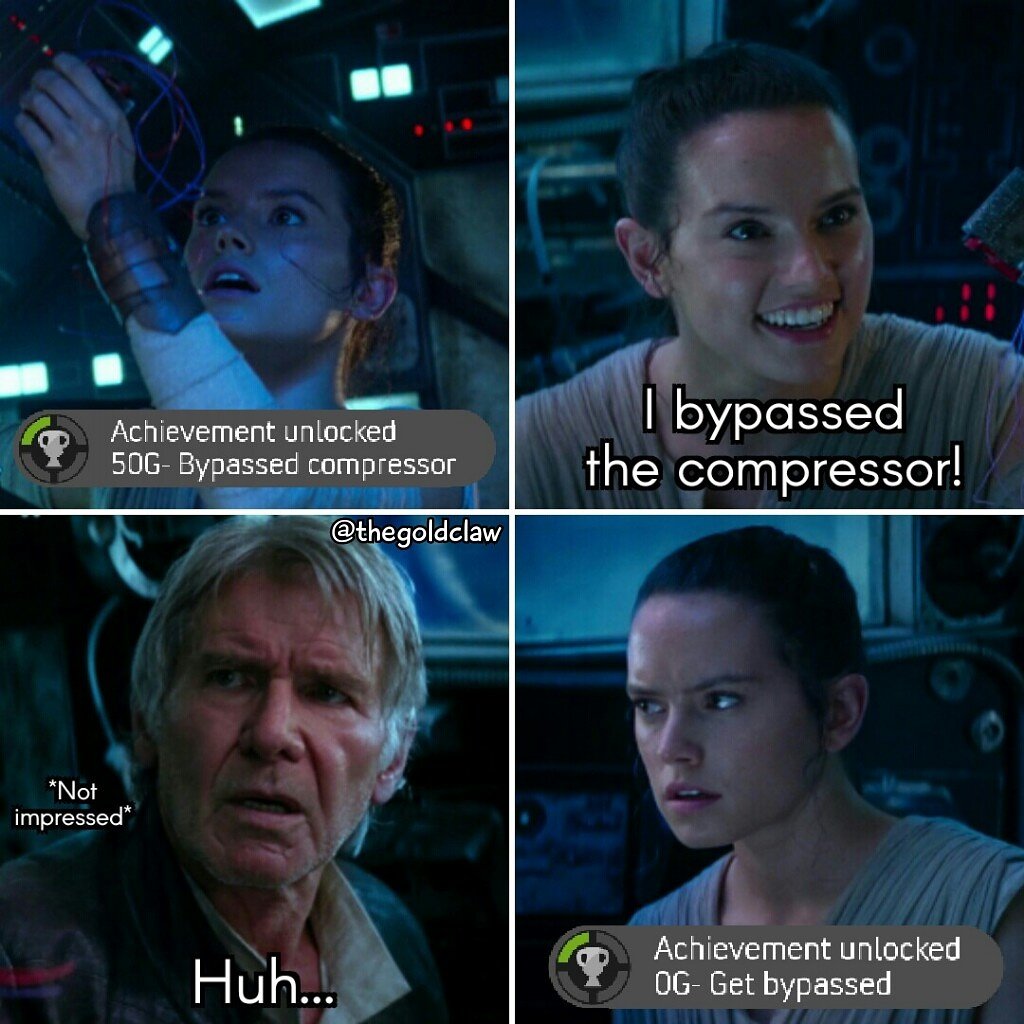 Achievement unlocked
50G- Bypassed compressor
I bypassed
the compressor!
@thegoldclaw
*Not
impressed*
Huh...
Achievement unlocked
0G- Get bypassed